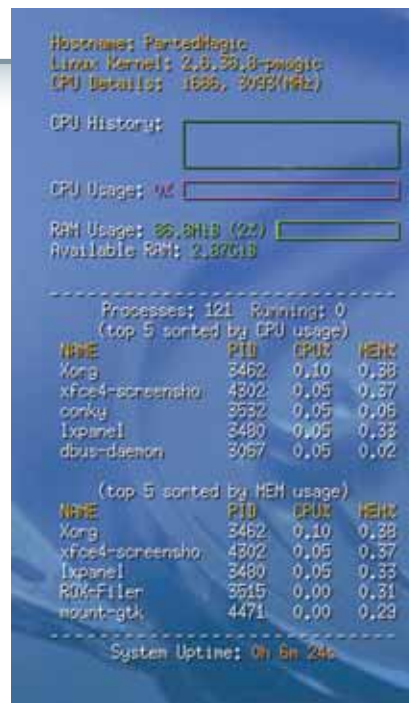 Hostname: PartedMagic
Linux Kernel: 2.6.38.8-pmagic
CPU Details: i686, 3093(MHz)
CPU History:
CPU Usage:
RAM Usage: 86.8MiB (2%)
Available RAM: 2.87GiB
Processes: 121 Running: 0
(top 5 sorted by CPU usage)
NAME PID CPU% MEM%
Xorg 3462 0.10 0.38
xfce4-screensho 4302 0.05 0.37
conky 3532 0.05 0.06
lxpanel 3480 0.05 0.33
dbus-daemon 3067 0.05 0.02
(top 5 sorted by MEM usage)
NAME PID CPU% MEM%
Xorg 3462 0.10 0.38
xfce4-screensho 4302 0.05 0.37
lxpanel 3480 0.05 0.33
ROX-Filer 3515 0.00 0.31
mount-gtk 4471 0.00 0.29
System Uptime: 0h 6m 24s